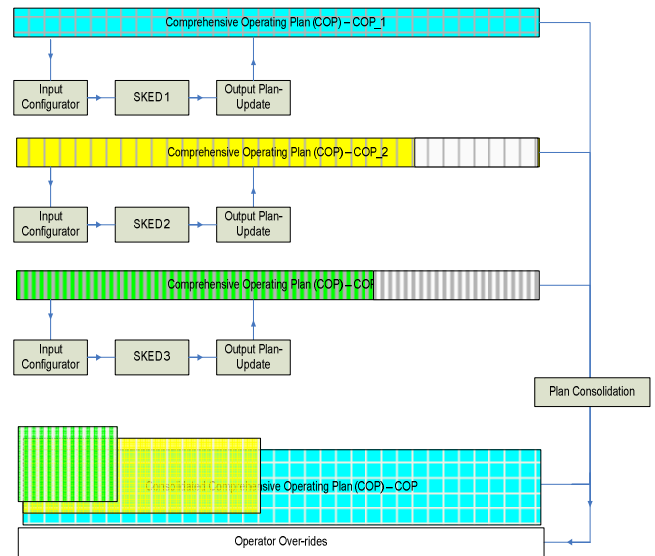 Comprehensive Operating Plan (COP) – COP_1
Input
Configurator
SKED1
Output Plan-
Update
Comprehensive Operating Plan (COP) – COP_2
Input
Configurator
SKED2
Output Plan-
Update
Comprehensive Operating Plan (COP) –
Input
Configurator
SKED3
Output Plan-
Update
Plan Consolidation
Consolidated Comprehensive Operating Plan (COP) – COP
Operator Over-rides